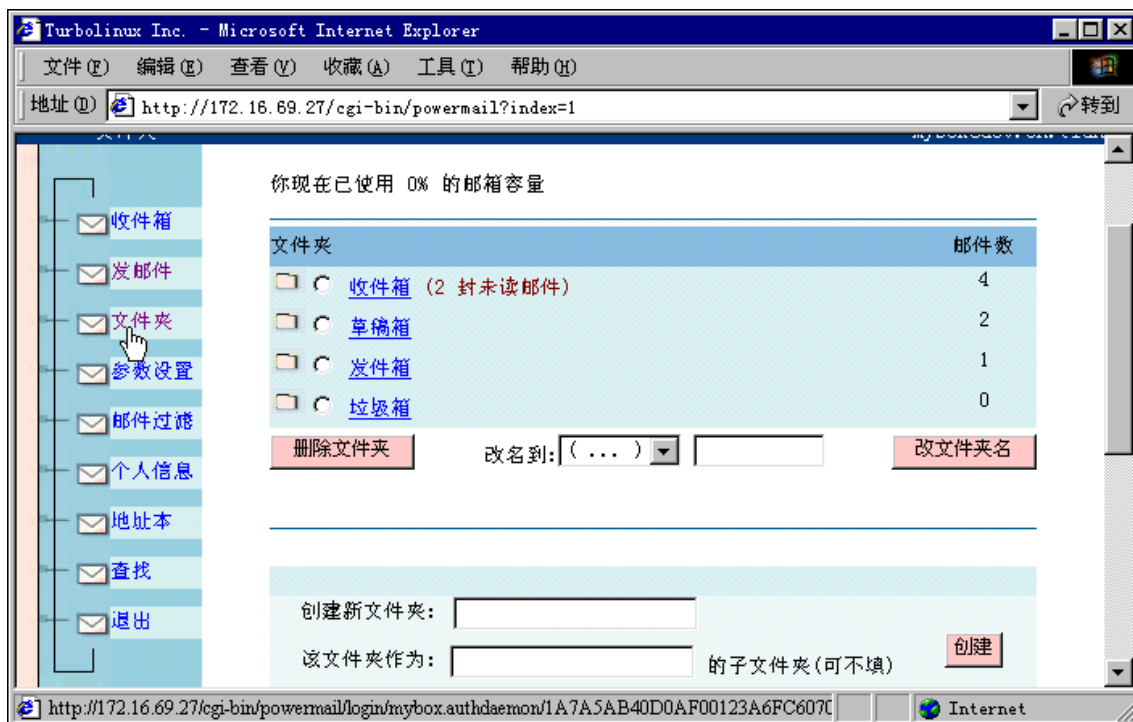 Turbolinux Inc. - Microsoft Internet Explorer
文件(F) 编辑(E) 查看(V) 收藏(A) 工具(T) 帮助(H)
地址(D) http://172.16.69.27/cgi-bin/powermail?index=1 转到
你现在已使用 0% 的邮箱容量
收件箱
发邮件
文件夹
参数设置
邮件过滤
个人信息
地址本
查找
退出
文件夹 邮件数
收件箱 (2 封未读邮件) 4
草稿箱 2
发件箱 1
垃圾箱 0
删除文件夹 改名到: ( ... ) 改文件夹名
创建新文件夹:
该文件夹作为: 的子文件夹(可不填)
创建
http://172.16.69.27/cgi-bin/powermail/login/mybox.authdaemon/1A7A5AB40D0AF00123A6FC607C Internet